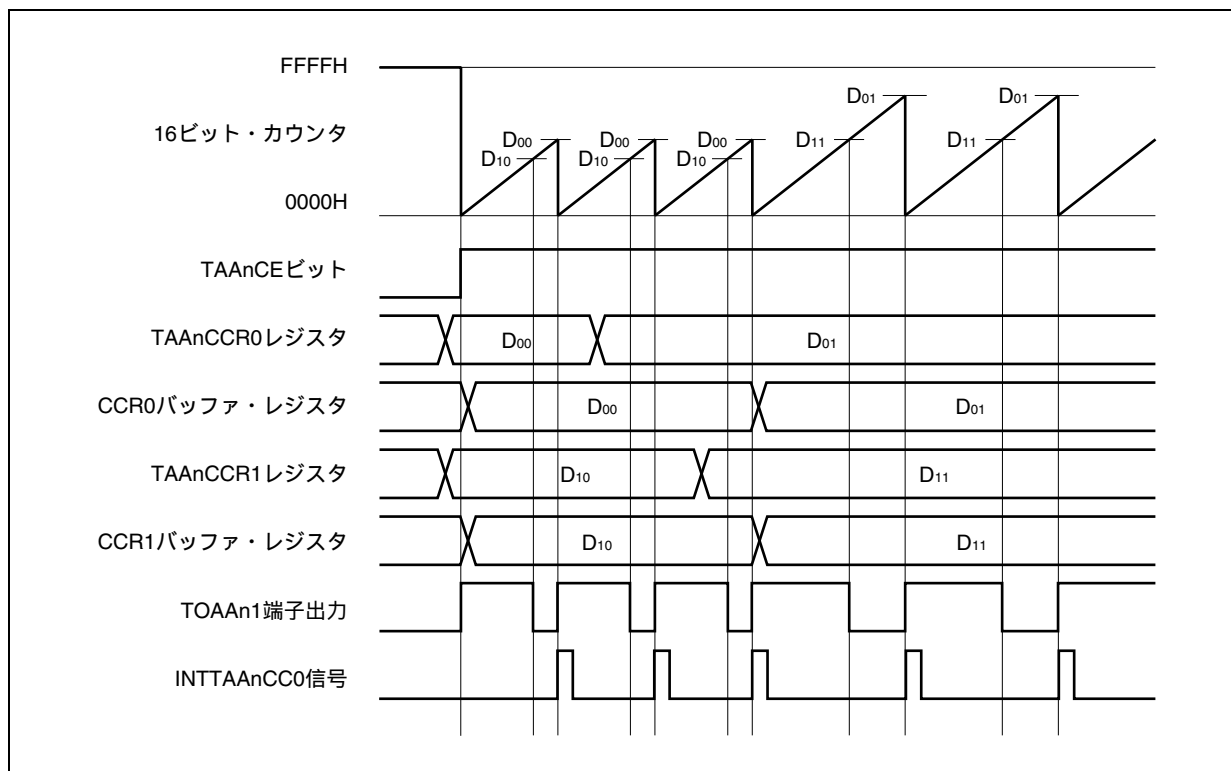 FFFFH
D01 D01
16ビット・カウンタ
D00 D00 D00 D11 D11
D10 D10 D10
0000H
TAAnCEビット
TAAnCCR0レジスタ D00 D01
CCR0バッファ・レジスタ D00 D01
TAAnCCR1レジスタ D10 D11
CCR1バッファ・レジスタ D10 D11
TOAAn1端子出力
INTTAAnCC0信号